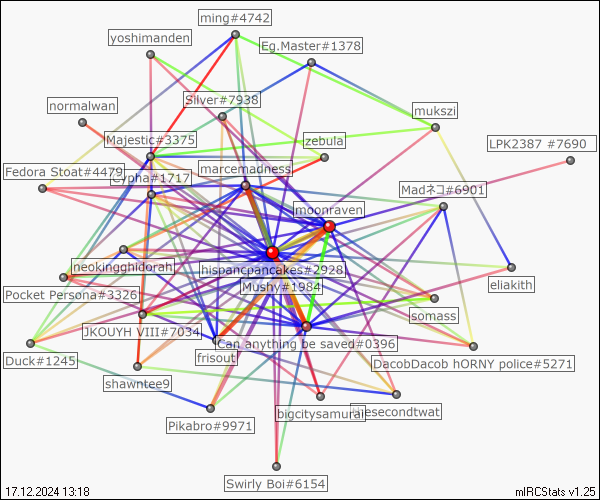 ming#4742
yoshimanden
Eg.Master#1378
Silver#7938
normalwan
mukszi
Majestic#3375
zebula
LPK2387 #7690
marcemadness
Fedora Stoat#4479
Cypha#1717
Madネコ#6901
moonraven
neokingghidorah
hispancpancakes#2928
Mushy#1984
eliakith
Pocket Persona#3326
somass
JKOUYH VIII#7034
Can anything be saved#0396
frisout
Duck#1245
DacobDacob hORNY police#5271
shawntee9
bigcitysamurai
thesecondtwat
Pikabro#9971
Swirly Boi#6154
17.12.2024 13:18
mIRCStats v1.25